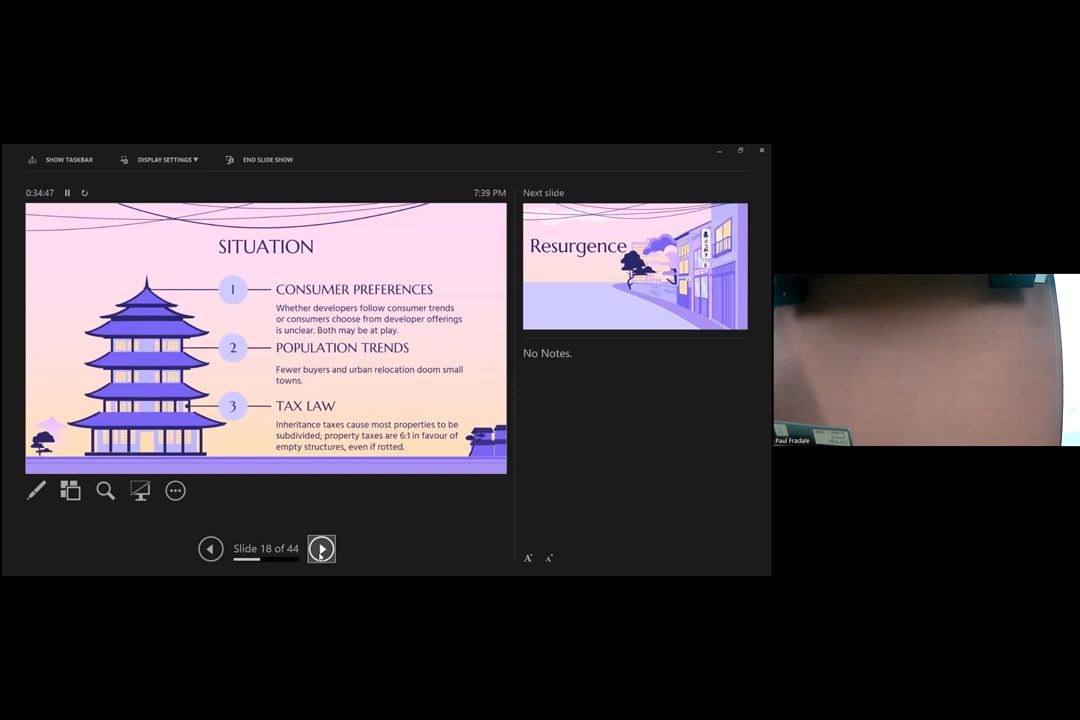 SHOW TASKBAR
DISPLAY SETTINGS ▼
END SLIDE SHOW
0:34:47
7:39 PM
Next slide
SITUATION
1
CONSUMER PREFERENCES
Whether developers follow consumer trends
or consumers choose from developer offerings
is unclear. Both may be at play.
2
POPULATION TRENDS
Fewer buyers and urban relocation doom small
towns.
3
TAX LAW
Inheritance taxes cause most properties to be
subdivided; property taxes are 6:1 in favour of
empty structures, even if rotted.
Resurgence
No Notes.
Slide 18 of 44
A
A
Paul Fradale